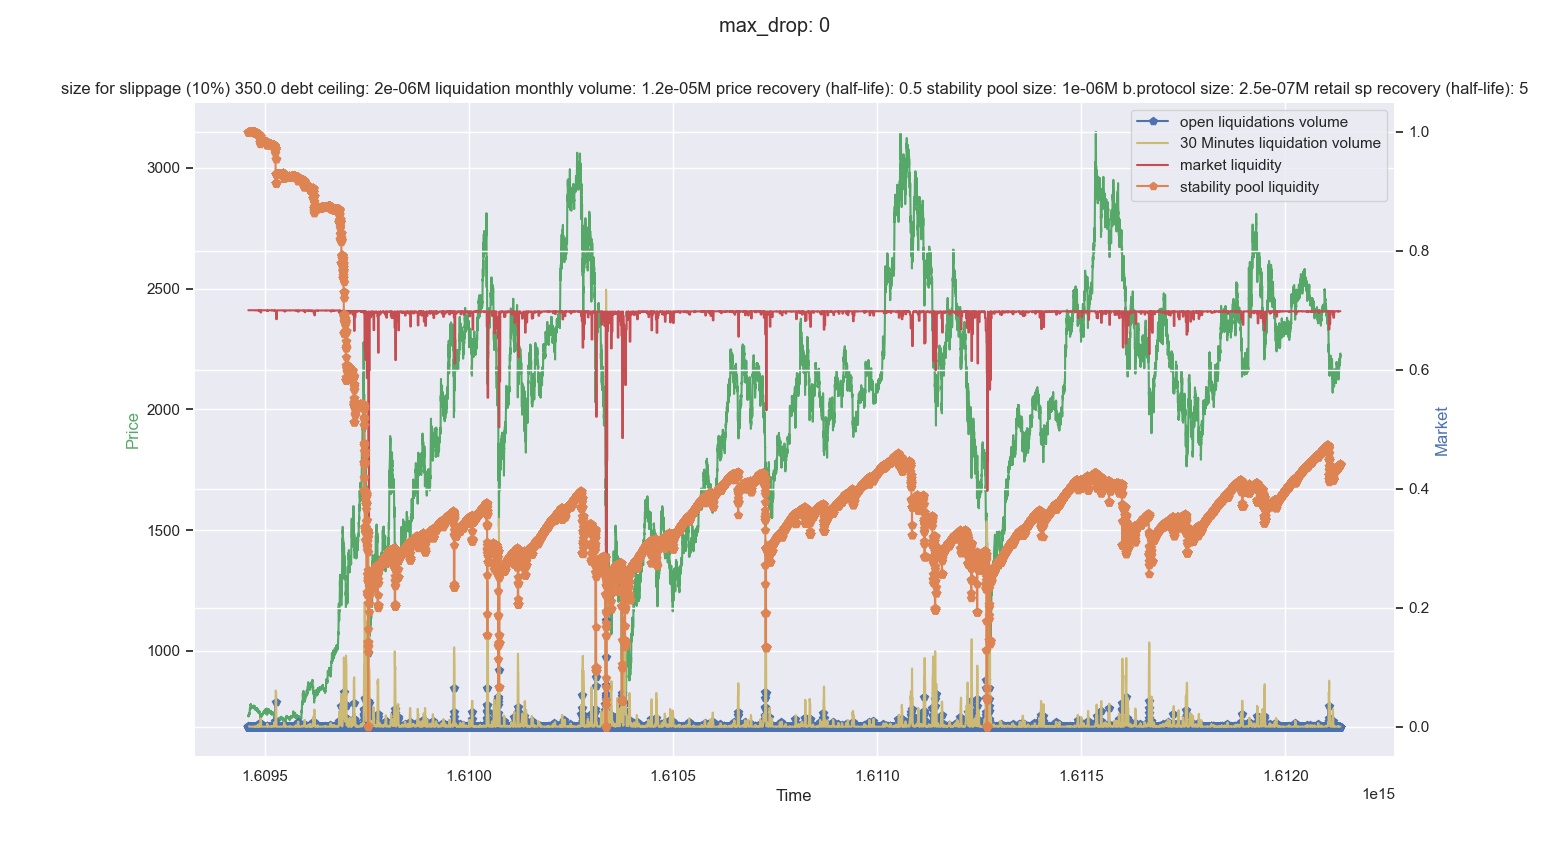 max_drop: 0
size for slippage (10%) 350.0 debt ceiling: 2e-06M liquidation monthly volume: 1.2e-05M price recovery (half-life): 0.5 stability pool size: 1e-06M b.protocol size: 2.5e-07M retail sp recovery (half-life): 5
open liquidations volume
30 Minutes liquidation volume
market liquidity
stability pool liquidity
3000
2500
2000
1500
1000
Price
1.0
0.8
0.6
0.4
0.2
0.0
Market
1.6095
1.6100
1.6105
1.6110
1.6115
1.6120
Time
1e15